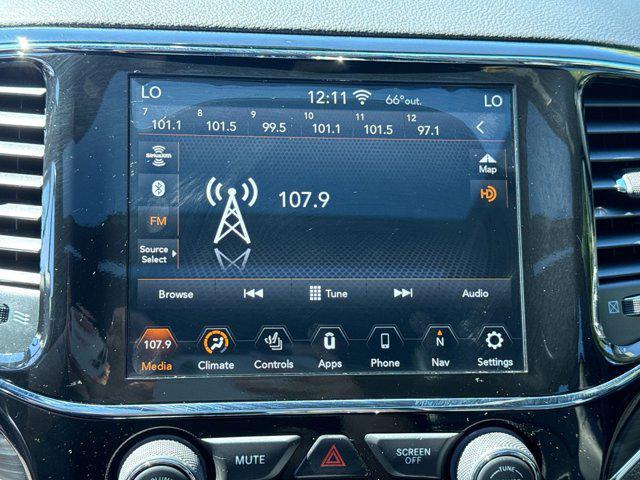 LO 12:11 66°out. LO
7 8 9 10 11 12
101.1 101.5 99.5 101.1 101.5 97.1
SiriusXM
Map
HD
FM
107.9
Source
Select
Browse Tune Audio
107.9 N
Media Climate Controls Apps Phone Nav Settings
MUTE SCREEN
OFF
TUNE